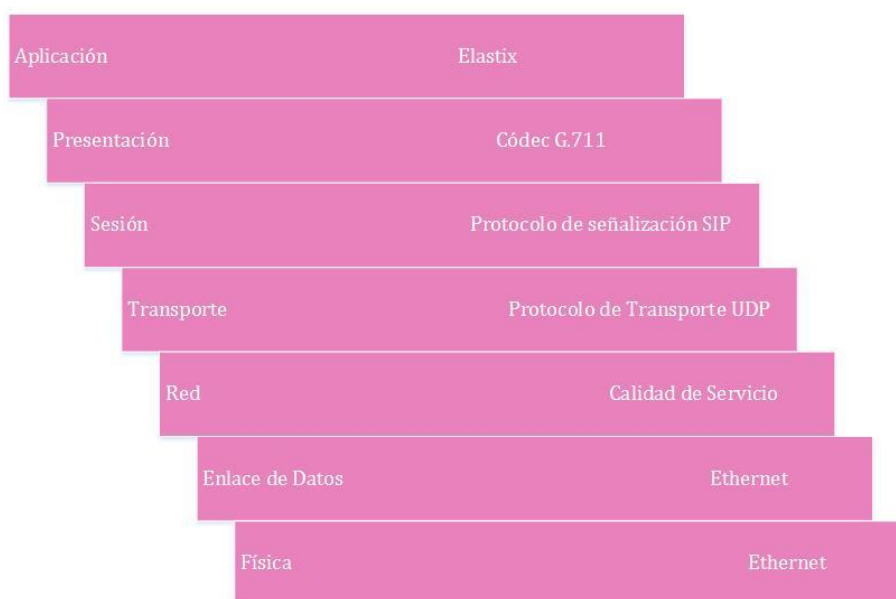 Aplicación Elastix
Presentación Códec G.711
Sesión Protocolo de señalización SIP
Transporte Protocolo de Transporte UDP
Red Calidad de Servicio
Enlace de Datos Ethernet
Física Ethernet